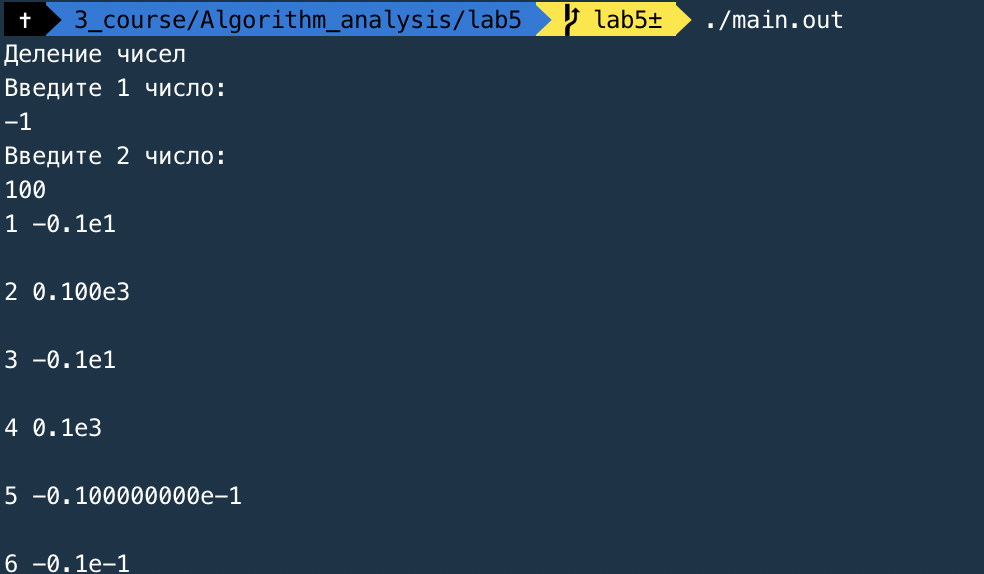 ✝ 3_course/Algorithm_analysis/lab5 lab5± ./main.out
Деление чисел
Введите 1 число:
-1
Введите 2 число:
100
1 -0.1e1
2 0.100e3
3 -0.1e1
4 0.1e3
5 -0.100000000e-1
6 -0.1e-1